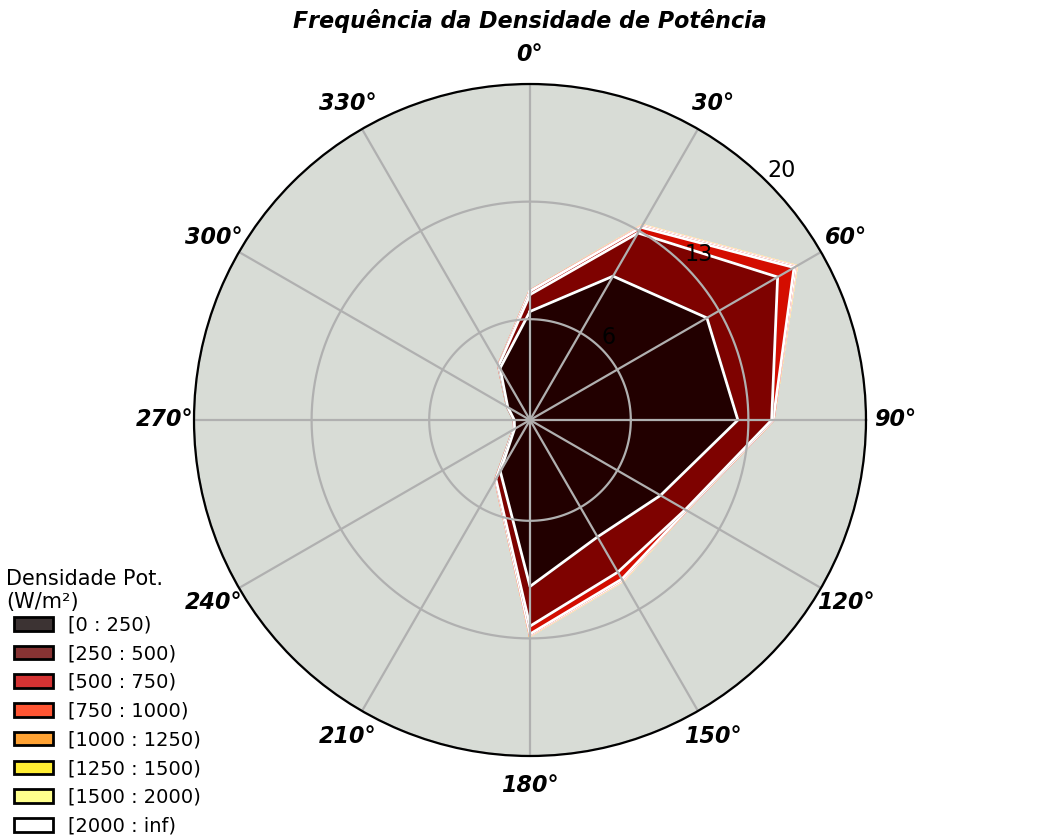 Frequência da Densidade de Potência
0°
330°
30°
20
300°
60°
13
6
270°
90°
Densidade Pot.
(W/m²)
240°
120°
[0 : 250)
[250 : 500)
[500 : 750)
[750 : 1000)
210°
150°
[1000 : 1250)
[1250 : 1500)
180°
[1500 : 2000)
[2000 : inf)